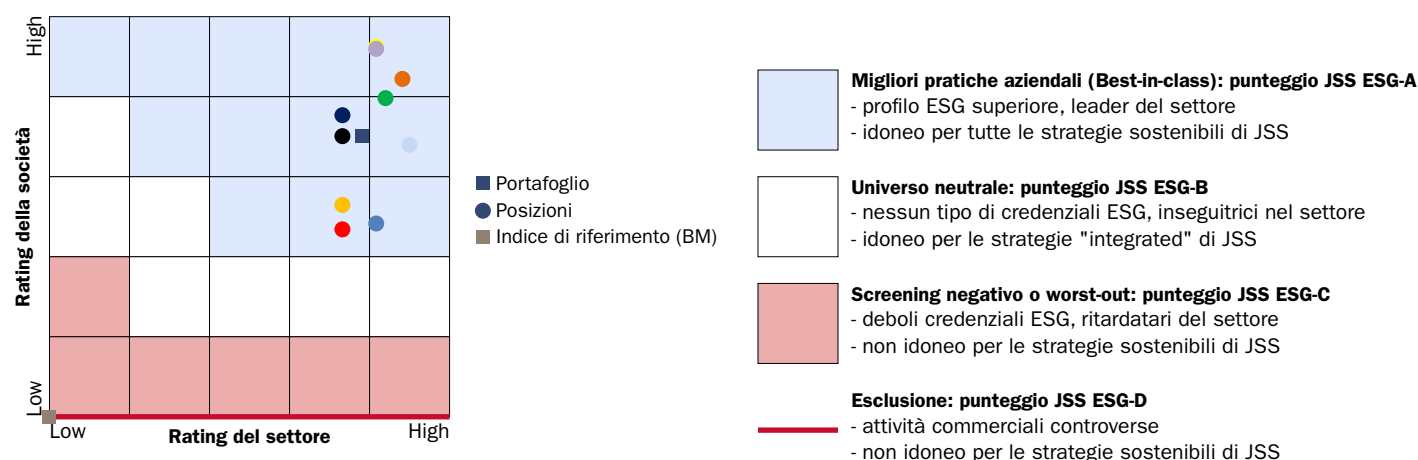 High
Rating della società
Low
Low
Rating del settore
High
Portafoglio
Posizioni
Indice di riferimento (BM)
Migliori pratiche aziendali (Best-in-class): punteggio JSS ESG-A
- profilo ESG superiore, leader del settore
- idoneo per tutte le strategie sostenibili di JSS
Universo neutrale: punteggio JSS ESG-B
- nessun tipo di credenziali ESG, inseguitrici nel settore
- idoneo per le strategie "integrated" di JSS
Screening negativo o worst-out: punteggio JSS ESG-C
- deboli credenziali ESG, ritardatari del settore
- non idoneo per le strategie sostenibili di JSS
Esclusione: punteggio JSS ESG-D
- attività commerciali controverse
- non idoneo per le strategie sostenibili di JSS